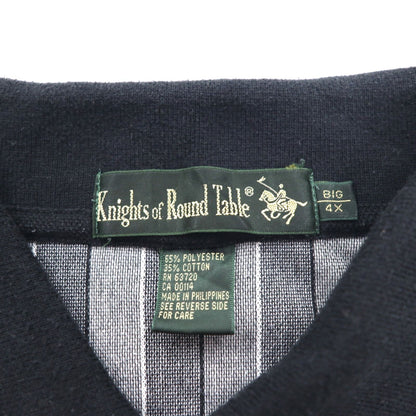 Knights of Round Table®
BIG
4X
65% POLYESTER
35% COTTON
RN 63720
CA 00114
MADE IN PHILIPPINES
SEE REVERSE SIDE
FOR CARE